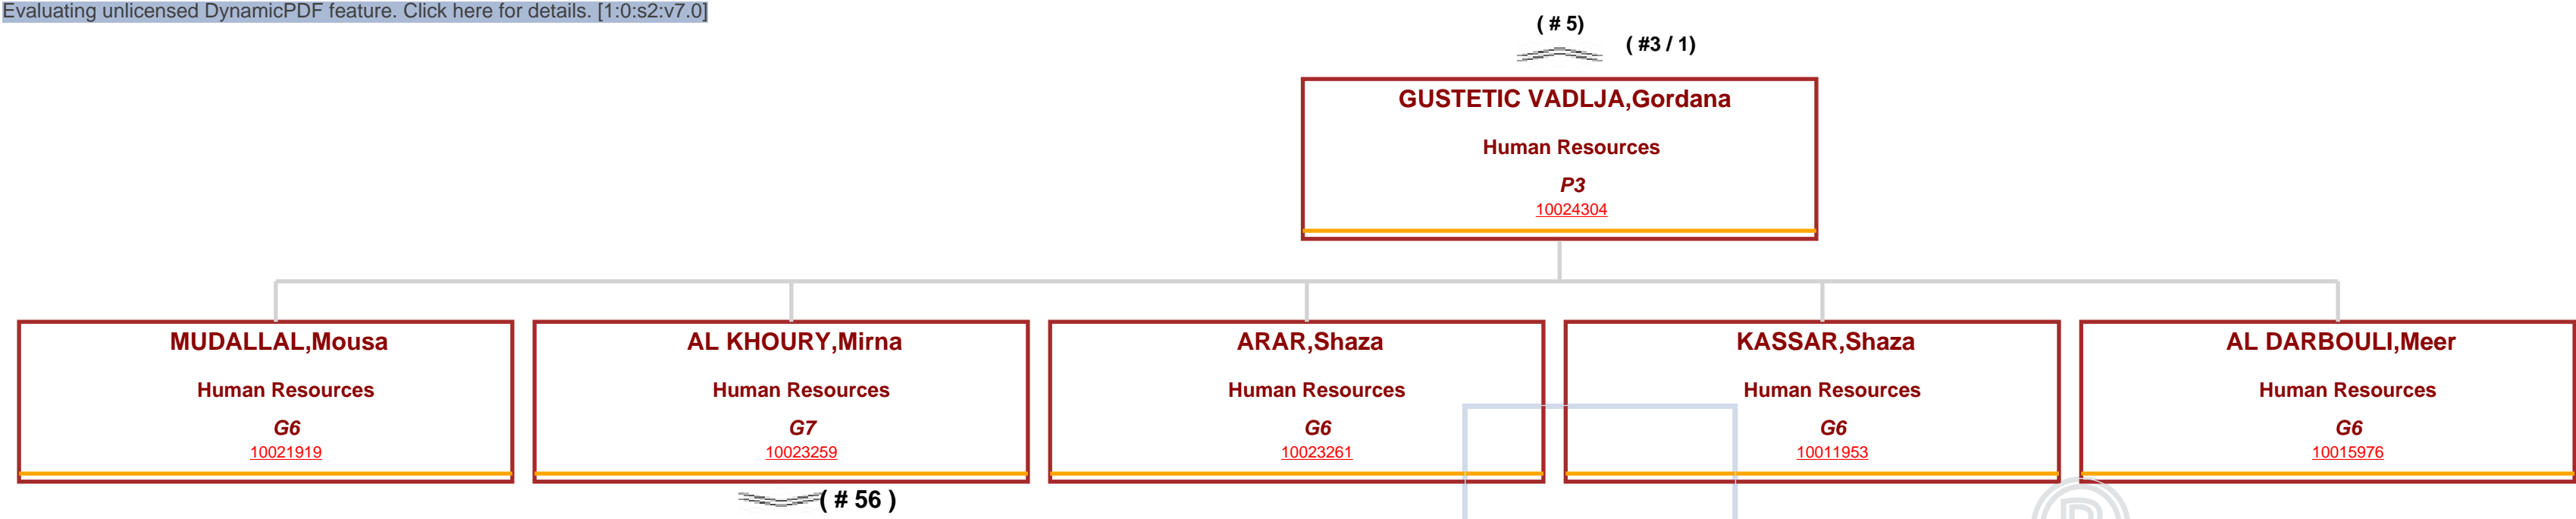 Evaluating unlicensed DynamicPDF feature. Click here for details. [1:0:s2:v7.0]
( # 5)
( #3 / 1)
GUSTETIC VADLJA,Gordana
Human Resources
P3
10024304
MUDALLAL,Mousa
Human Resources
G6
10021919
AL KHOURY,Mirna
Human Resources
G7
10023259
( # 56 )
ARAR,Shaza
Human Resources
G6
10023261
KASSAR,Shaza
Human Resources
G6
10011953
AL DARBOULI,Meer
Human Resources
G6
10015976